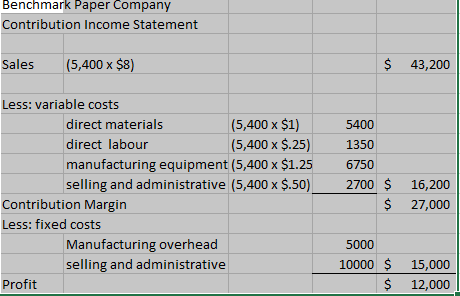 Benchmark Paper Company
Contribution Income Statement
Sales (5,400 x $8) $ 43,200
Less: variable costs
direct materials (5,400 x $1) 5400
direct labour (5,400 x $.25) 1350
manufacturing equipment (5,400 x $1.25 6750
selling and administrative (5,400 x $.50) 2700 $ 16,200
Contribution Margin $ 27,000
Less: fixed costs
Manufacturing overhead 5000
selling and administrative 10000 $ 15,000
Profit $ 12,000